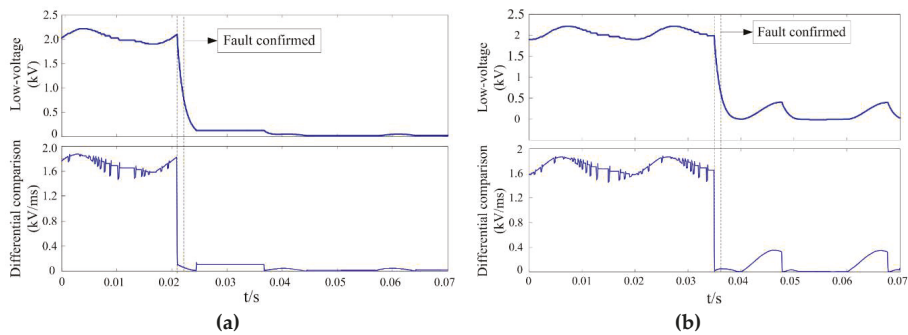 Low-voltage
(kV)
2.5
2.0
1.5
1.0
0.5
0
Fault confirmed
Differential comparison
(kV/ms)
2.0
1.6
1.2
0.8
0.4
0
0 0.01 0.02 0.03 0.04 0.05 0.06 0.07
t/s
(a)
Low-voltage
(kV)
2.5
2
1.5
1
0.5
0
Fault confirmed
Differential comparison
(kV/ms)
2
1.6
1.2
0.8
0.4
0
0 0.01 0.02 0.03 0.04 0.05 0.06 0.07
t/s
(b)